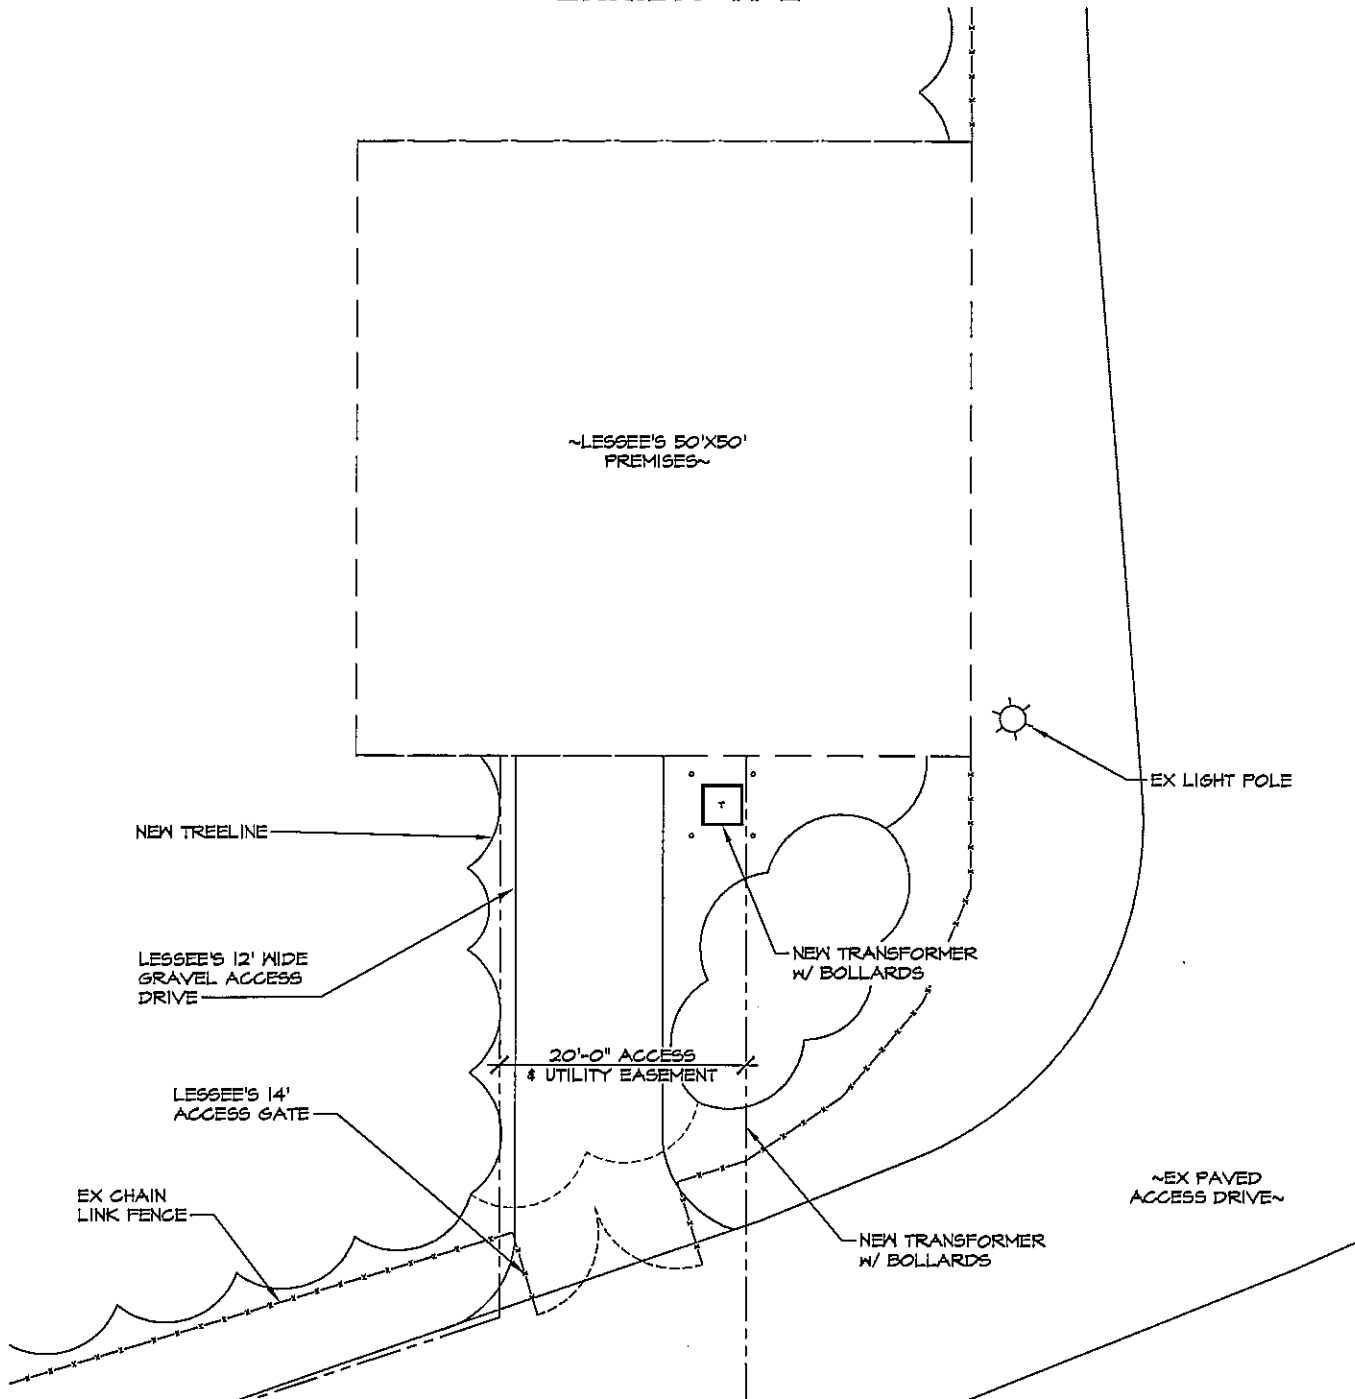 ~LESSEE'S 50'X50'
PREMISES~
EX LIGHT POLE
NEW TREELINE
LESSEE'S 12' WIDE
GRAVEL ACCESS
DRIVE
NEW TRANSFORMER
W/ BOLLARDS
T
20'-0" ACCESS
& UTILITY EASEMENT
LESSEE'S 14'
ACCESS GATE
EX CHAIN
LINK FENCE
~EX PAVED
ACCESS DRIVE~
NEW TRANSFORMER
W/ BOLLARDS